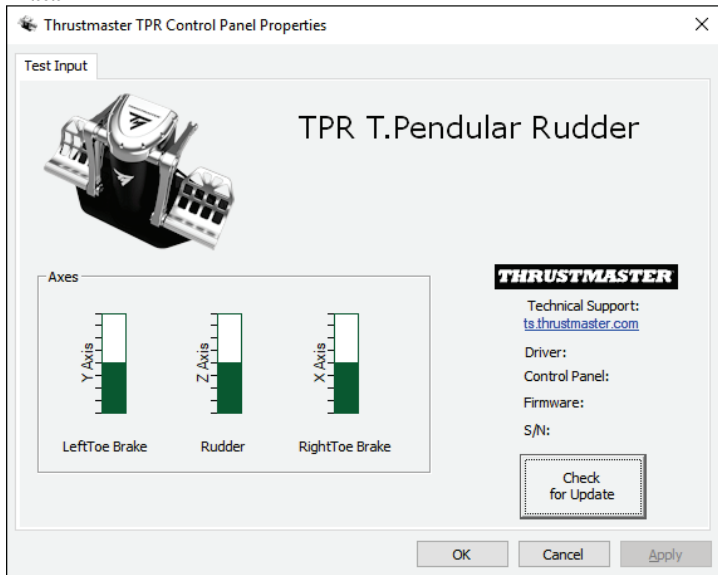 Thrustmaster TPR Control Panel Properties
Test Input
TPR T.Pendular Rudder
Axes
Y Axis
Z Axis
X Axis
LeftToe Brake
Rudder
RightToe Brake
THRUSTMASTER
Technical Support:
ts.thrustmaster.com
Driver:
Control Panel:
Firmware:
S/N:
Check
for Update
OK
Cancel
Apply